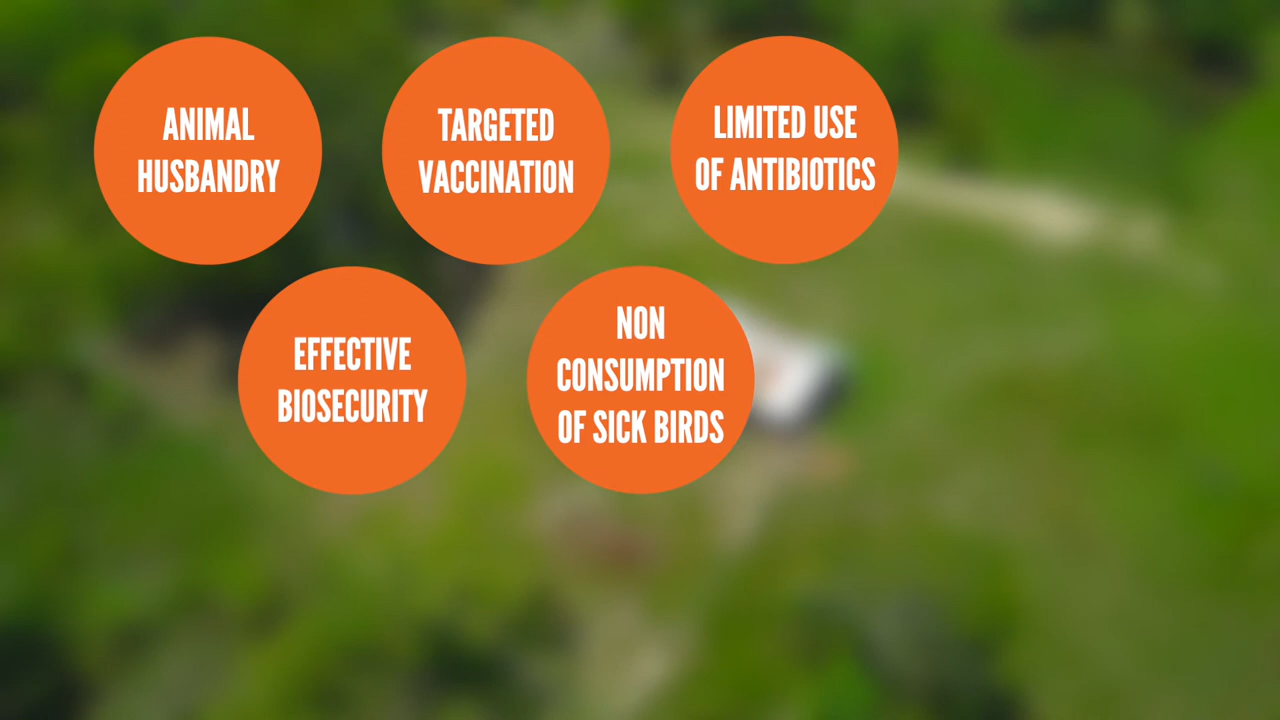 ANIMAL
HUSBANDRY
TARGETED
VACCINATION
LIMITED USE
OF ANTIBIOTICS
EFFECTIVE
BIOSECURITY
NON
CONSUMPTION
OF SICK BIRDS